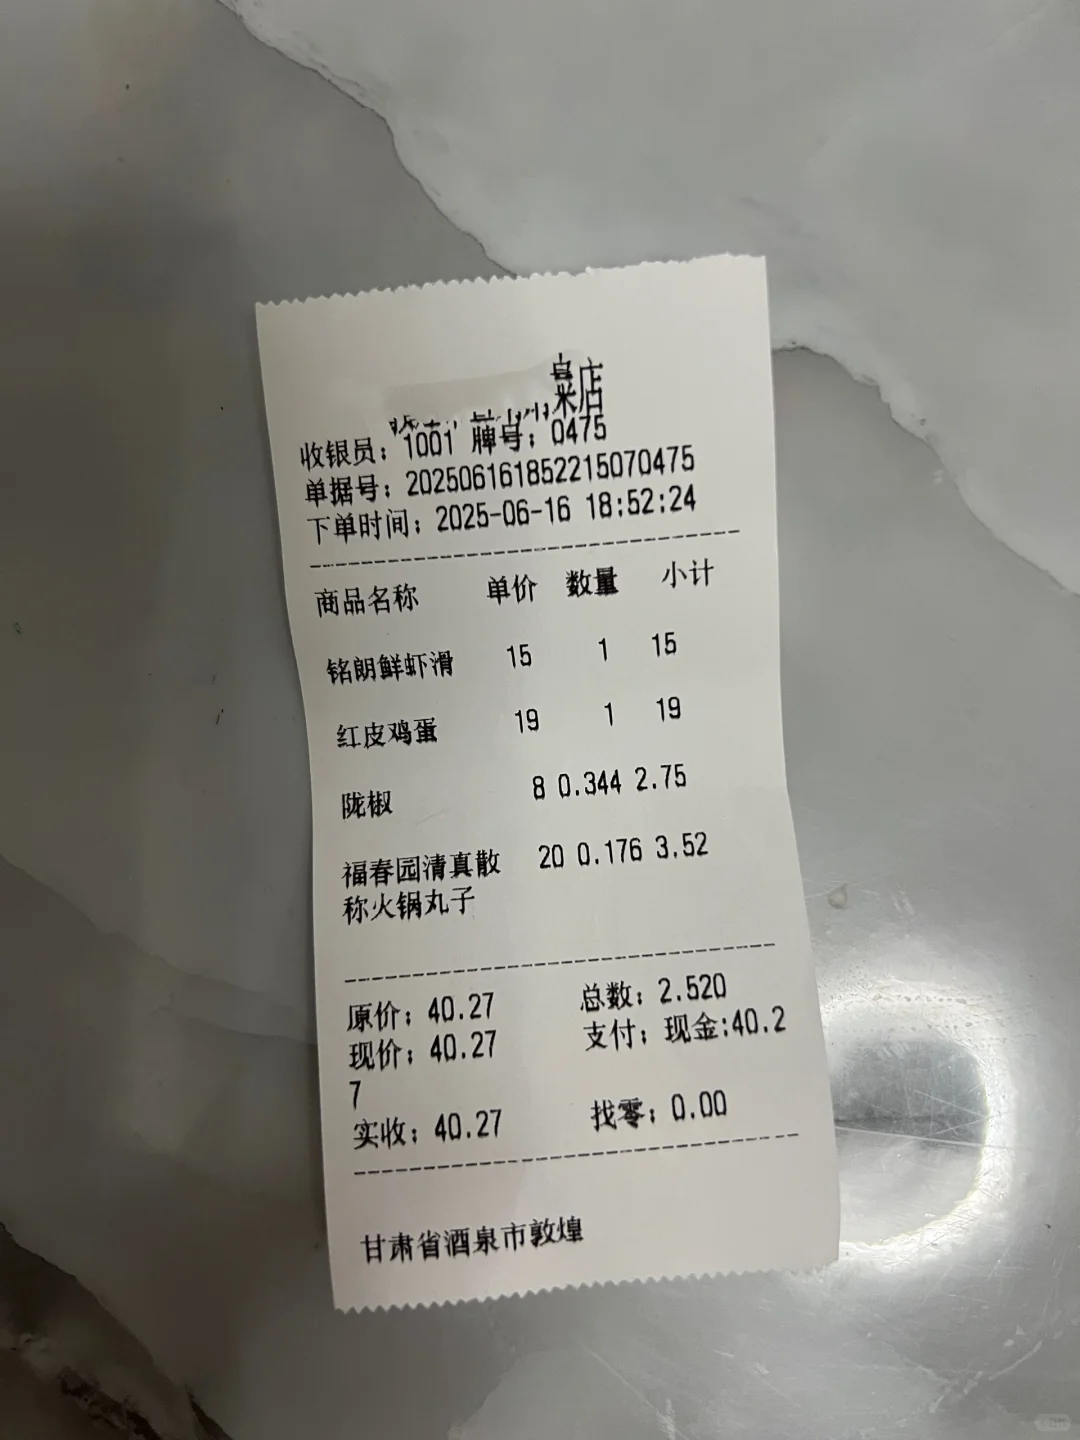 菜店
收银员：1001 牌号：0475
单据号：202506161852215070475
下单时间：2025-06-16 18:52:24
商品名称 单价 数量 小计
铭朗鲜虾滑 15 1 15
红皮鸡蛋 19 1 19
陇椒 8 0.344 2.75
福春园清真散 20 0.176 3.52
称火锅丸子
原价：40.27 总数：2.520
现价：40.27 支付：现金:40.2
7
实收：40.27 找零：0.00
甘肃省酒泉市敦煌